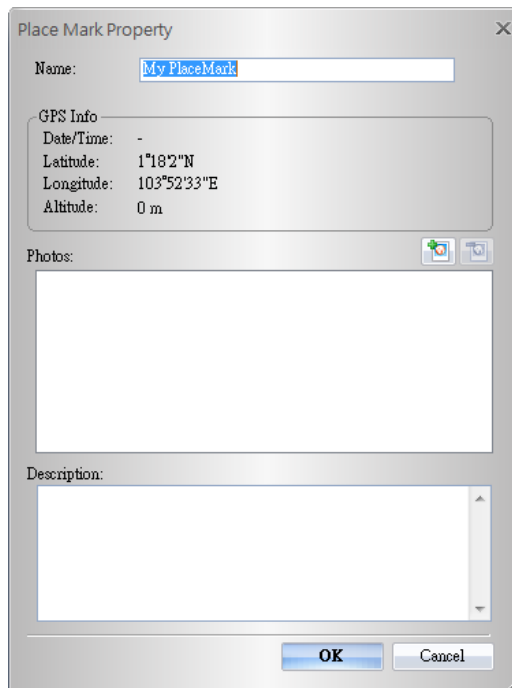 Place Mark Property
Name: My PlaceMark
GPS Info
Date/Time: -
Latitude: 1°18'2"N
Longitude: 103°52'33"E
Altitude: 0 m
Photos:
Description:
OK Cancel